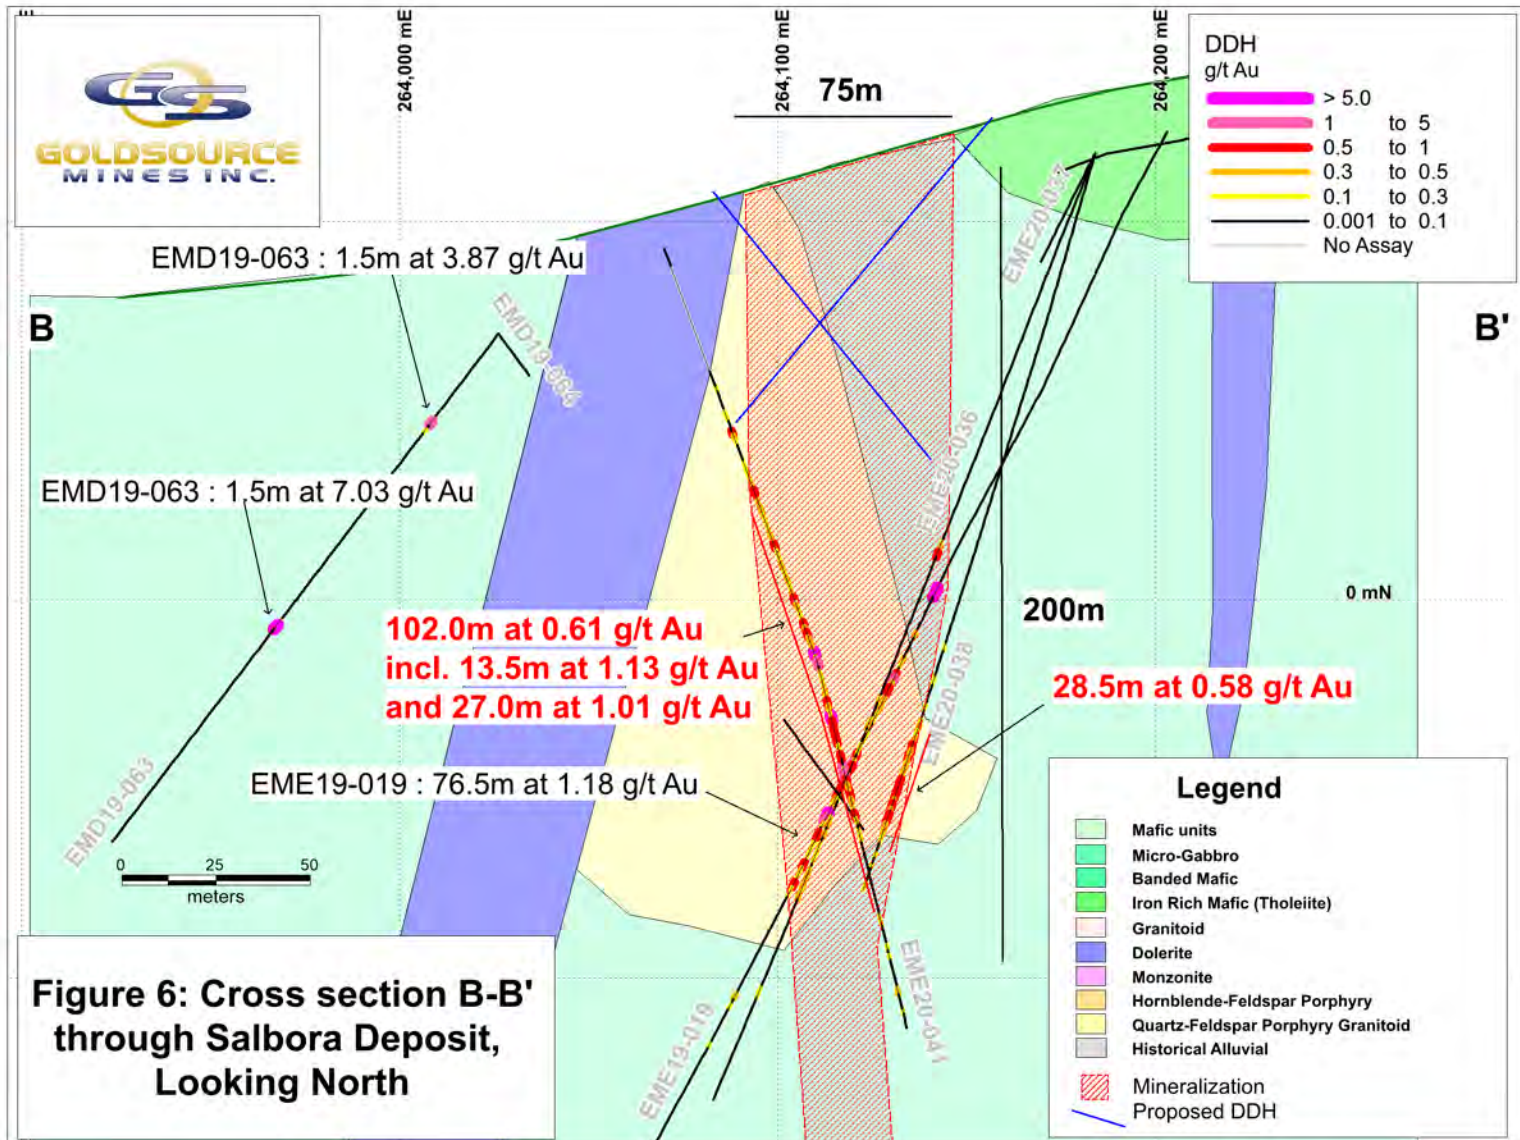 264,000 mE
264,100 mE
264,200 mE
GS
GOLDSOURCE
MINES INC.
75m
DDH
g/t Au
> 5.0
1 to 5
0.5 to 1
0.3 to 0.5
0.1 to 0.3
0.001 to 0.1
No Assay
EMD19-063 : 1.5m at 3.87 g/t Au
EME20-037
B
B'
EMD19-064
EMD19-063 : 1.5m at 7.03 g/t Au
EME20-036
0 mN
200m
102.0m at 0.61 g/t Au
incl. 13.5m at 1.13 g/t Au
and 27.0m at 1.01 g/t Au
EME20-038
28.5m at 0.58 g/t Au
EME19-019 : 76.5m at 1.18 g/t Au
EMD19-063
0 25 50
meters
EME20-041
EME19-019
Figure 6: Cross section B-B'
through Salbora Deposit,
Looking North
Legend
Mafic units
Micro-Gabbro
Banded Mafic
Iron Rich Mafic (Tholeiite)
Granitoid
Dolerite
Monzonite
Hornblende-Feldspar Porphyry
Quartz-Feldspar Porphyry Granitoid
Historical Alluvial
Mineralization
Proposed DDH